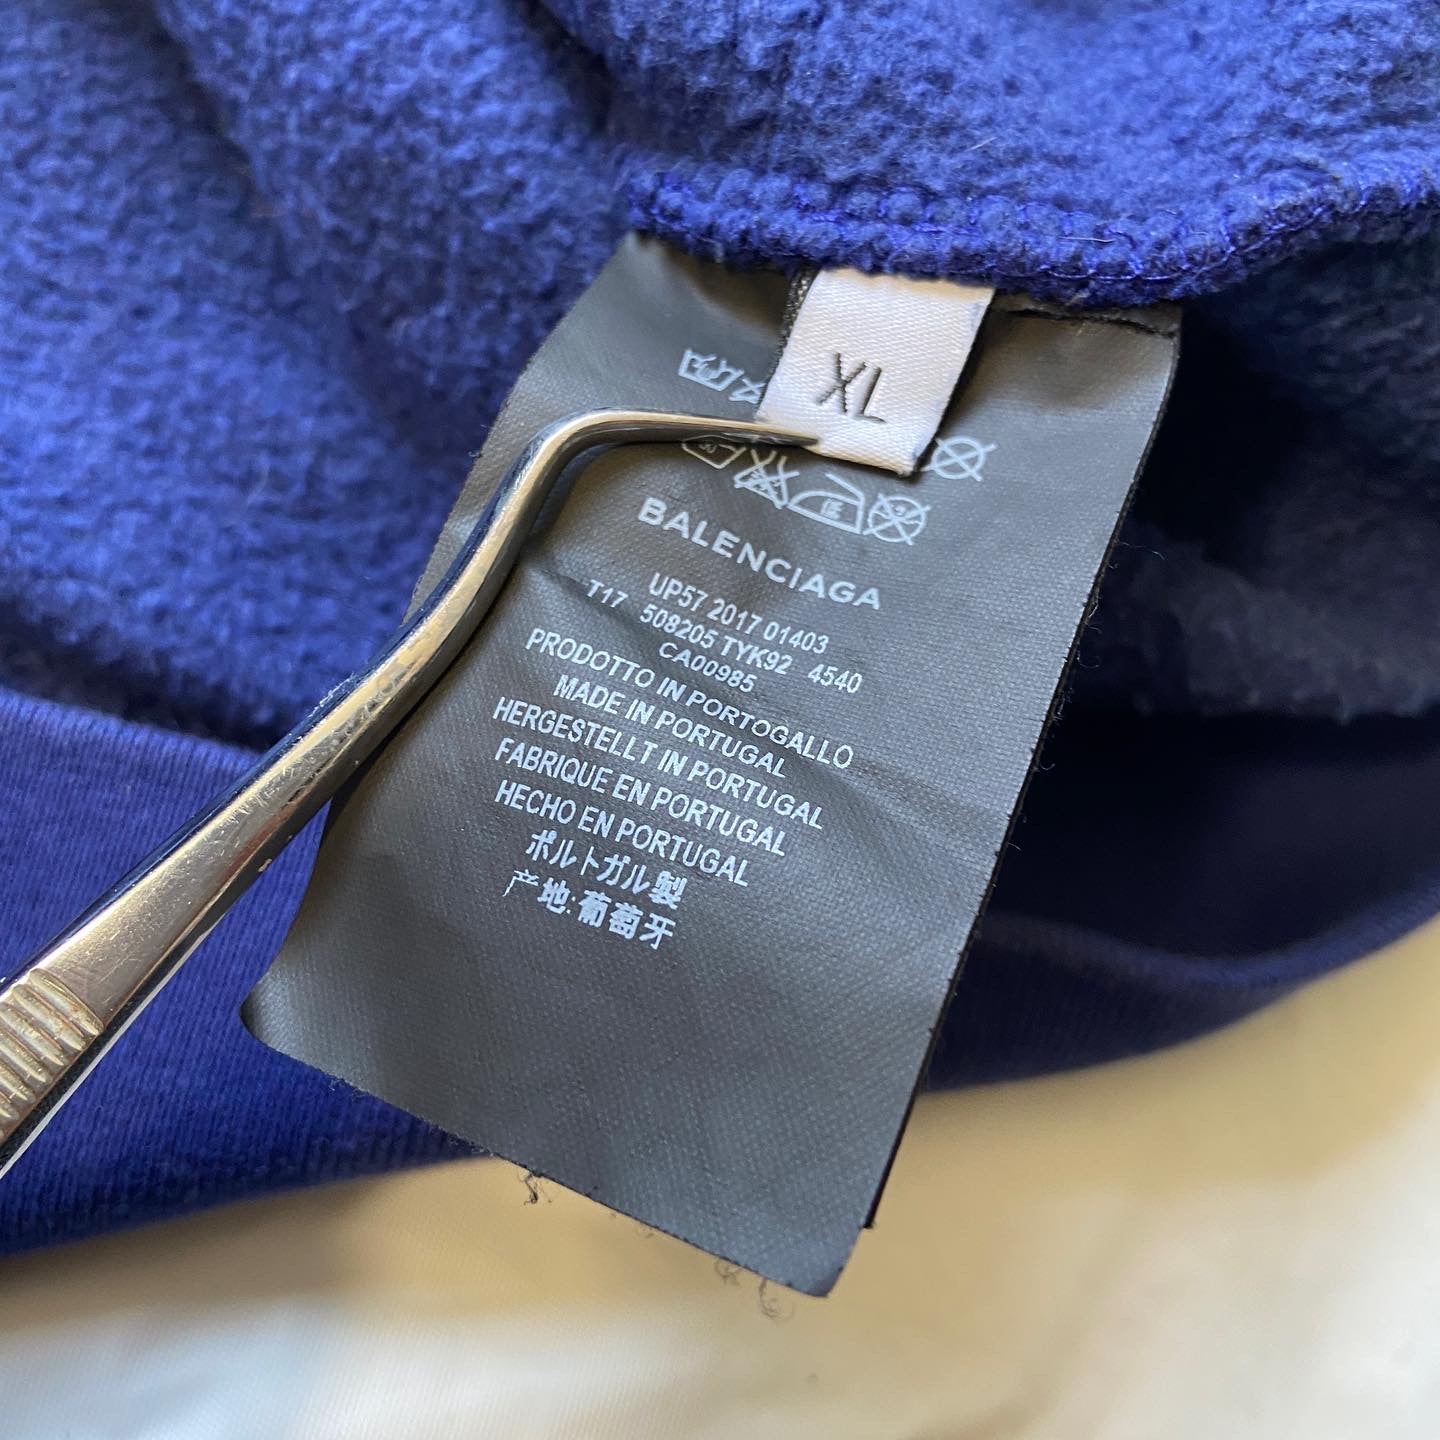 XL
BALENCIAGA
UP57 2017 01403
T17 508205 TYK92 4540
CA00985
PRODOTTO IN PORTOGALLO
MADE IN PORTUGAL
HERGESTELLT IN PORTUGAL
FABRIQUE EN PORTUGAL
HECHO EN PORTUGAL
ポルトガル製
产地:葡萄牙